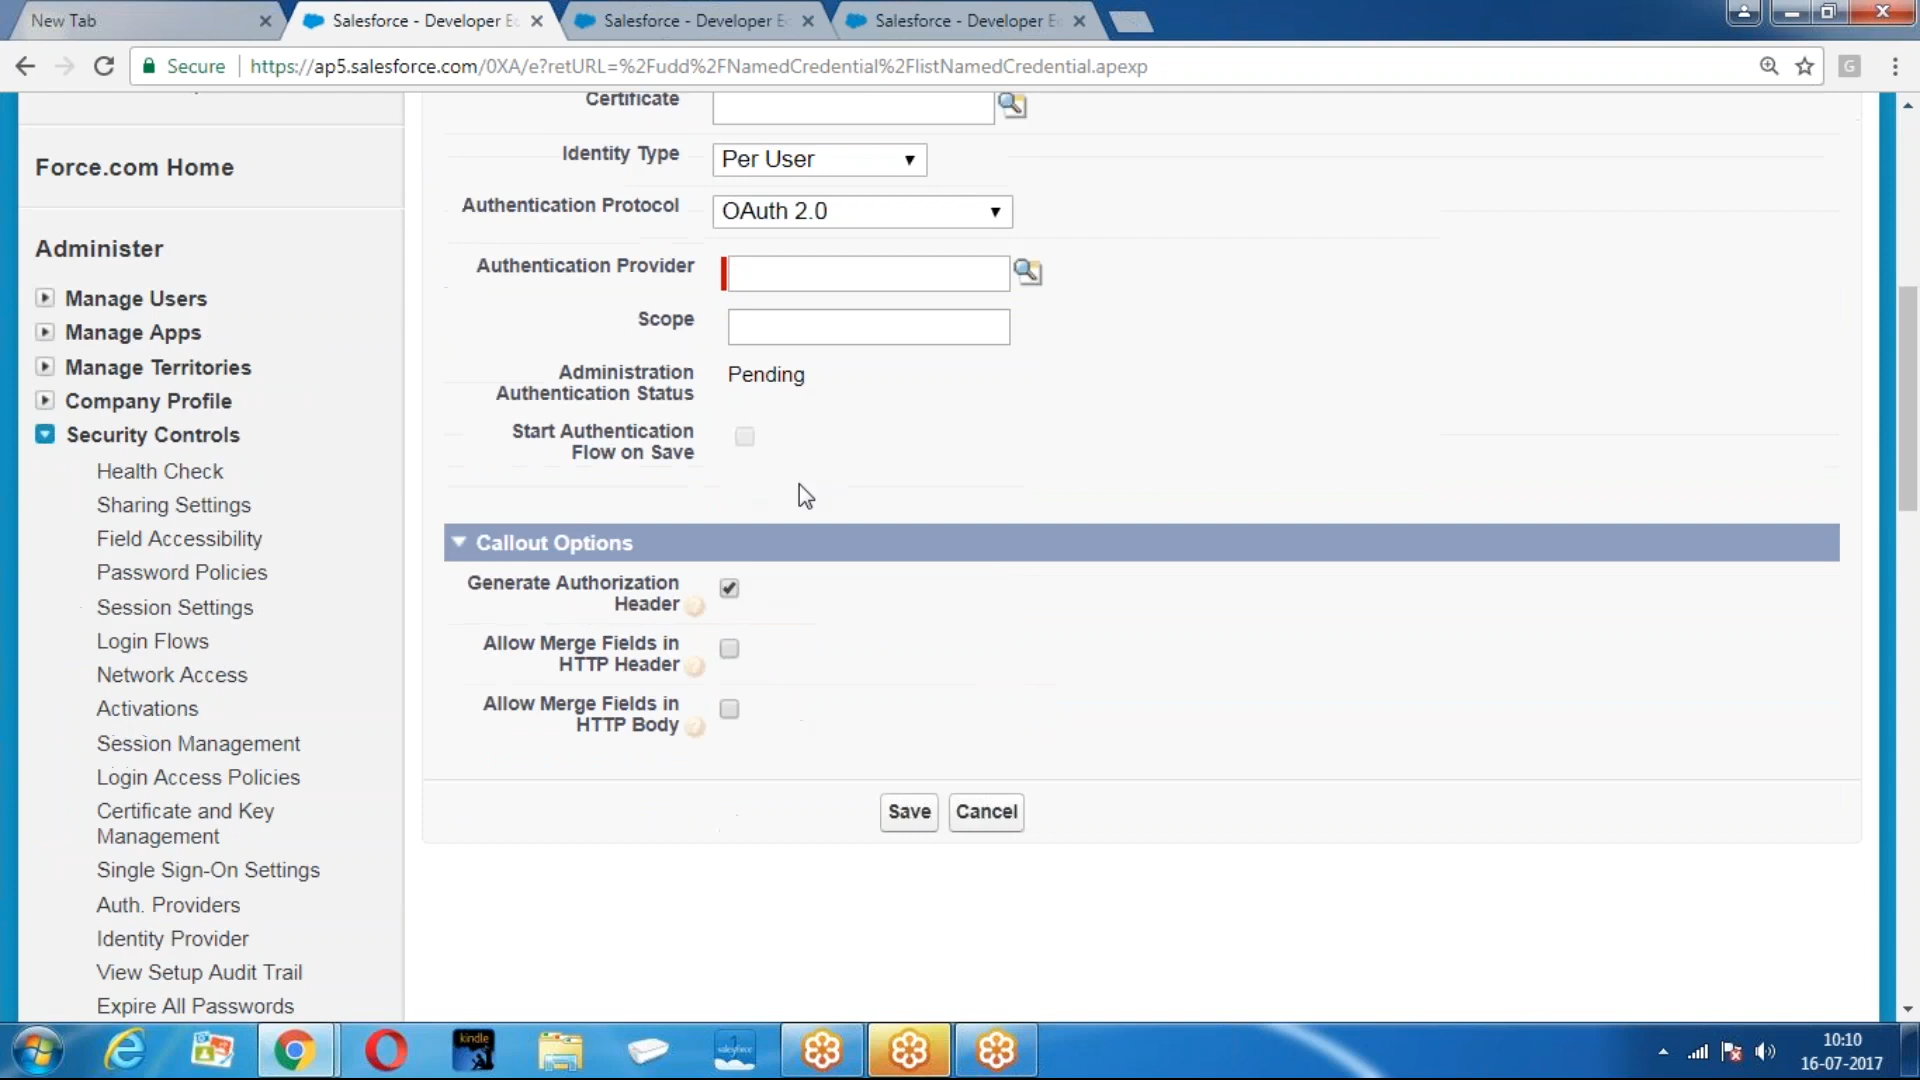 New Tab
Salesforce - Developer E
Salesforce - Developer E
Salesforce - Developer E
Secure
https://ap5.salesforce.com/0XA/e?retURL=%2Fudd%2FNamedCredential%2FlistNamedCredential.apexp
G
Force.com Home
Administer
Manage Users
Manage Apps
Manage Territories
Company Profile
Security Controls
Health Check
Sharing Settings
Field Accessibility
Password Policies
Session Settings
Login Flows
Network Access
Activations
Session Management
Login Access Policies
Certificate and Key
Management
Single Sign-On Settings
Auth. Providers
Identity Provider
View Setup Audit Trail
Expire All Passwords
Certificate
Identity Type
Per User
Authentication Protocol
OAuth 2.0
Authentication Provider
Scope
Administration
Authentication Status
Pending
Start Authentication
Flow on Save
Callout Options
Generate Authorization
Header
Allow Merge Fields in
HTTP Header
Allow Merge Fields in
HTTP Body
Save
Cancel
kindle
salesforce
10:10
16-07-2017